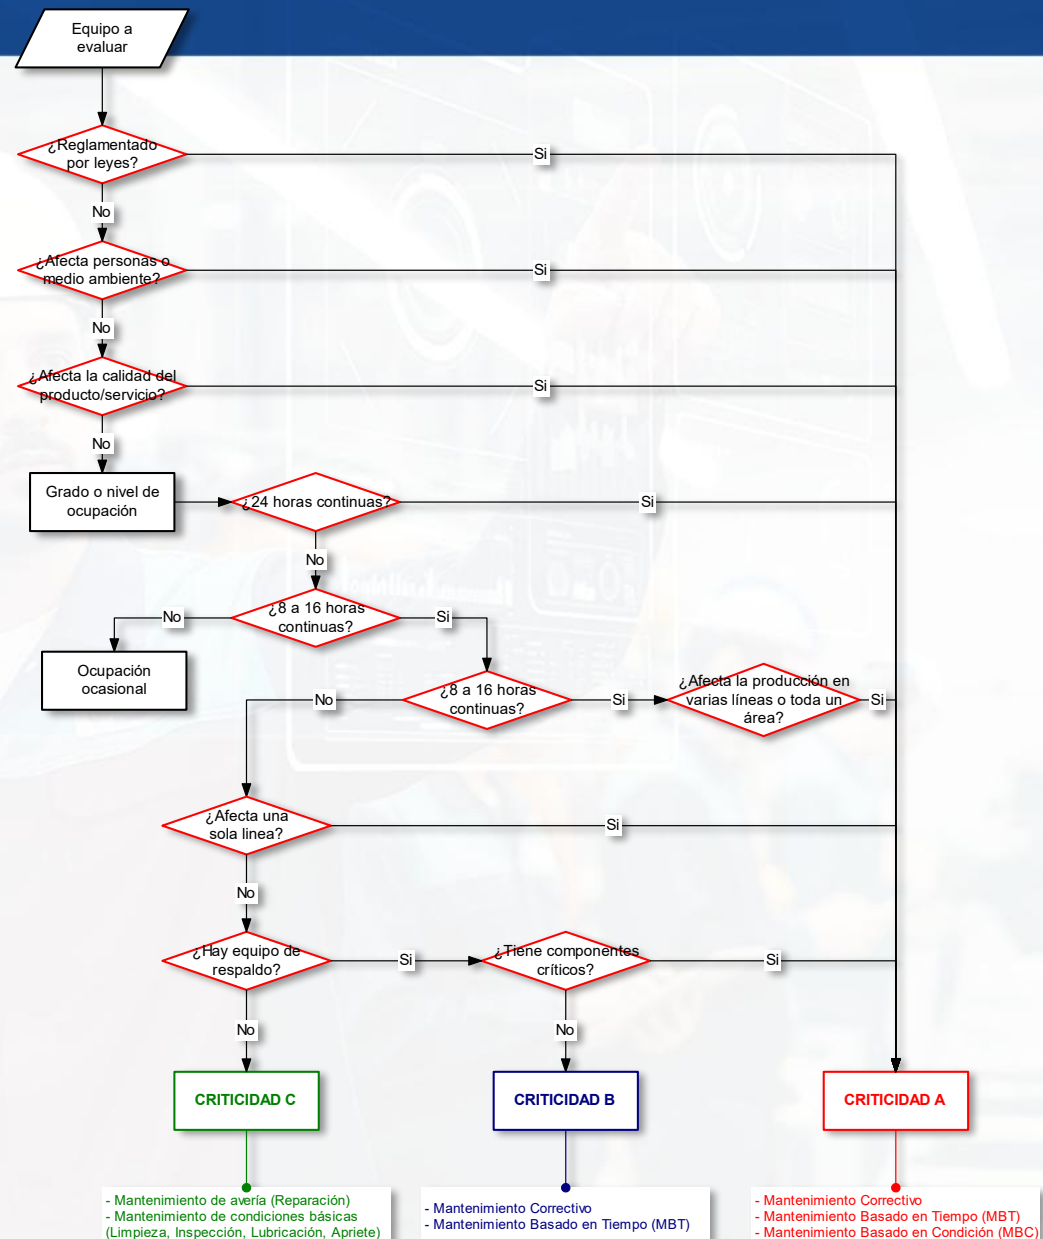 Equipo a
evaluar
¿Reglamentado
por leyes?
Si
No
¿Afecta personas o
medio ambiente?
Si
No
¿Afecta la calidad del
producto/servicio?
Si
No
Grado o nivel de
ocupación
¿24 horas continuas?
Si
No
¿8 a 16 horas
continuas?
No
Si
Ocupación
ocasional
¿8 a 16 horas
continuas?
No
Si
¿Afecta la producción en
varias líneas o toda un
área?
Si
¿Afecta una
sola linea?
Si
No
¿Hay equipo de
respaldo?
Si
¿Tiene componentes
críticos?
Si
No
No
CRITICIDAD C
CRITICIDAD B
CRITICIDAD A
- Mantenimiento de avería (Reparación)
- Mantenimiento de condiciones básicas
(Limpieza, Inspección, Lubricación, Apriete)
- Mantenimiento Correctivo
- Mantenimiento Basado en Tiempo (MBT)
- Mantenimiento Correctivo
- Mantenimiento Basado en Tiempo (MBT)
- Mantenimiento Basado en Condición (MBC)